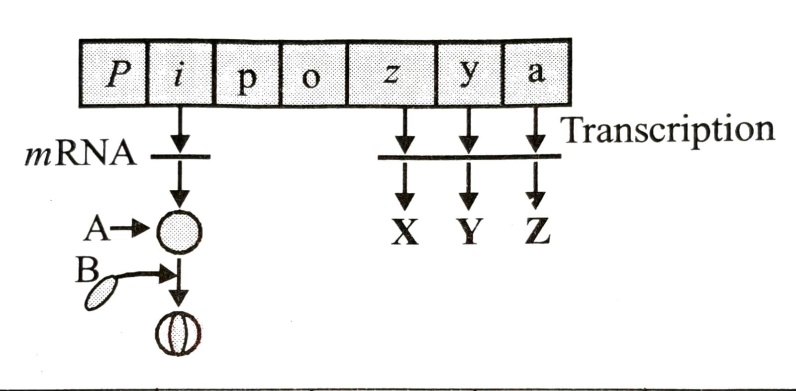 P i p o z y a
Transcription
mRNA
X Y Z
A
B